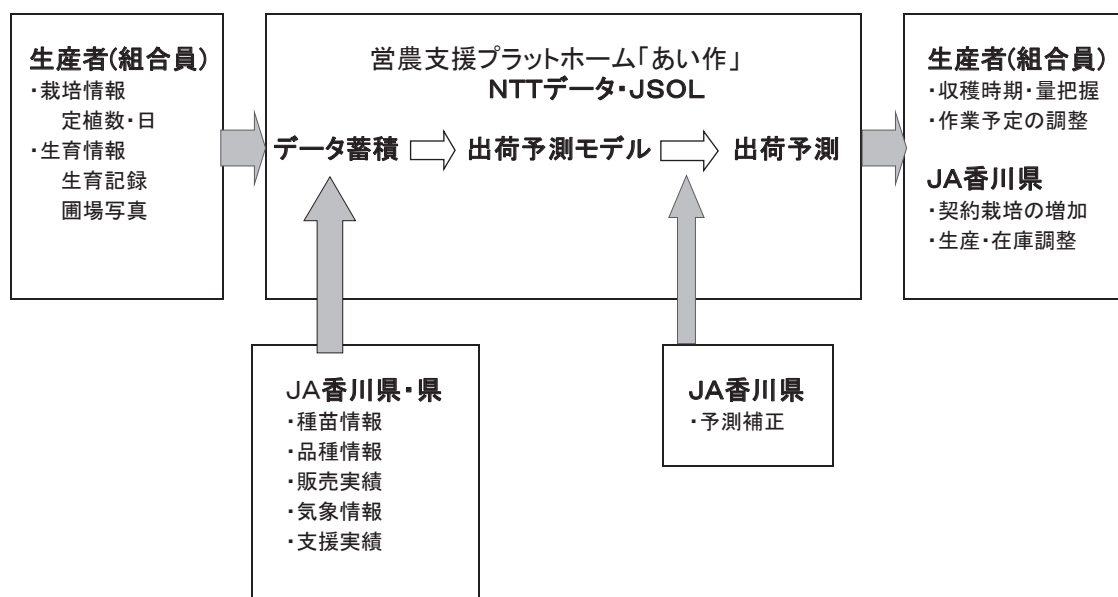 生産者(組合員)
・栽培情報
定植数・日
・生育情報
生育記録
圃場写真
営農支援プラットホーム「あい作」
NTTデータ・JSOL
データ蓄積
出荷予測モデル
出荷予測
生産者(組合員)
・収穫時期・量把握
・作業予定の調整
JA香川県
・契約栽培の増加
・生産・在庫調整
JA香川県・県
・種苗情報
・品種情報
・販売実績
・気象情報
・支援実績
JA香川県
・予測補正